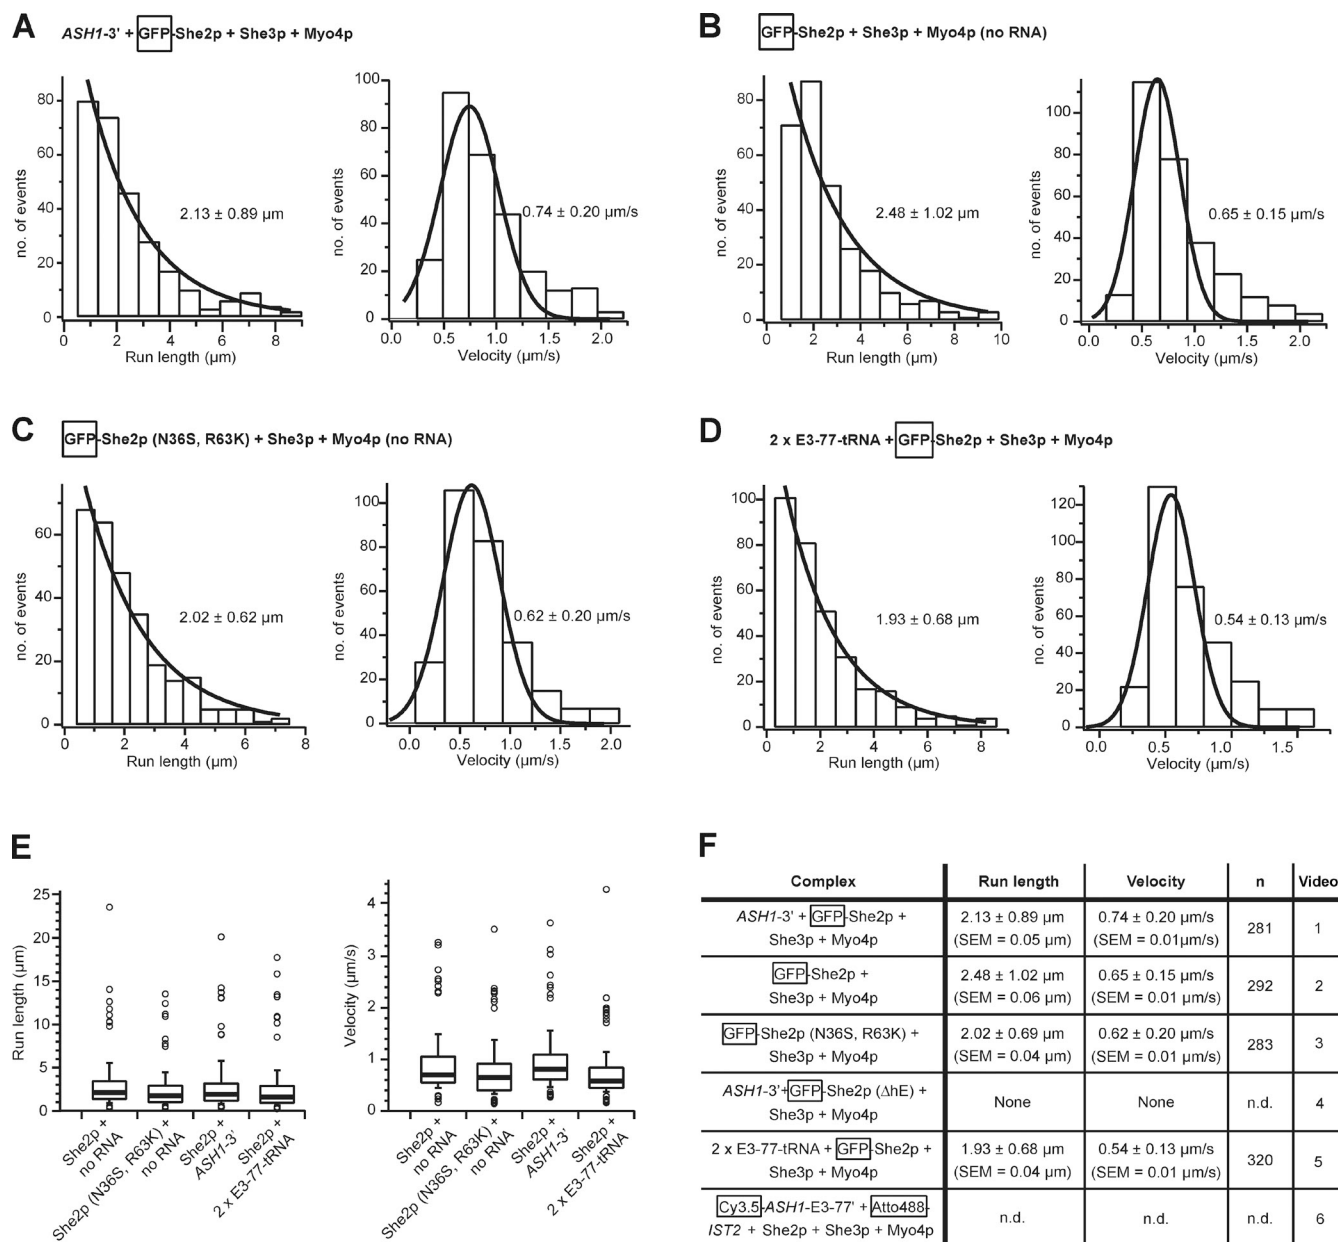 A
ASH1-3' + GFP-She2p + She3p + Myo4p
no. of events
80
60
40
20
0
2.13 ± 0.89 µm
0 2 4 6 8
Run length (µm)
no. of events
100
80
60
40
20
0
0.74 ± 0.20 µm/s
0.0 0.5 1.0 1.5 2.0
Velocity (µm/s)
B
GFP-She2p + She3p + Myo4p (no RNA)
no. of events
80
60
40
20
0
2.48 ± 1.02 µm
0 2 4 6 8 10
Run length (µm)
no. of events
100
80
60
40
20
0
0.65 ± 0.15 µm/s
0.0 0.5 1.0 1.5 2.0
Velocity (µm/s)
C
GFP-She2p (N36S, R63K) + She3p + Myo4p (no RNA)
no. of events
60
40
20
0
2.02 ± 0.62 µm
0 2 4 6 8
Run length (µm)
no. of events
100
80
60
40
20
0
0.62 ± 0.20 µm/s
0.0 0.5 1.0 1.5 2.0
Velocity (µm/s)
D
2 x E3-77-tRNA + GFP-She2p + She3p + Myo4p
no. of events
100
80
60
40
20
0
1.93 ± 0.68 µm
0 2 4 6 8
Run length (µm)
no. of events
120
100
80
60
40
20
0
0.54 ± 0.13 µm/s
0.0 0.5 1.0 1.5
Velocity (µm/s)
E
Run length (µm)
25
20
15
10
5
0
She2p + no RNA
She2p (N36S, R63K) + no RNA
She2p + ASH1-3'
She2p + 2 x E3-77-tRNA
Velocity (µm/s)
4
3
2
1
0
She2p + no RNA
She2p (N36S, R63K) + no RNA
She2p + ASH1-3'
She2p + 2 x E3-77-tRNA
F
Complex Run length Velocity n Video
ASH1-3' + GFP-She2p + 2.13 ± 0.89 µm 0.74 ± 0.20 µm/s 281 1
She3p + Myo4p (SEM = 0.05 µm) (SEM = 0.01µm/s)
GFP-She2p + 2.48 ± 1.02 µm 0.65 ± 0.15 µm/s 292 2
She3p + Myo4p (SEM = 0.06 µm) (SEM = 0.01 µm/s)
GFP-She2p (N36S, R63K) + 2.02 ± 0.69 µm 0.62 ± 0.20 µm/s 283 3
She3p + Myo4p (SEM = 0.04 µm) (SEM = 0.01 µm/s)
ASH1-3'+GFP-She2p (ΔhE) + None None n.d. 4
She3p + Myo4p
2 x E3-77-tRNA + GFP-She2p + 1.93 ± 0.68 µm 0.54 ± 0.13 µm/s 320 5
She3p + Myo4p (SEM = 0.04 µm) (SEM = 0.01 µm/s)
Cy3.5-ASH1-E3-77' + Atto488- n.d. n.d. n.d. 6
IST2 + She2p + She3p + Myo4p